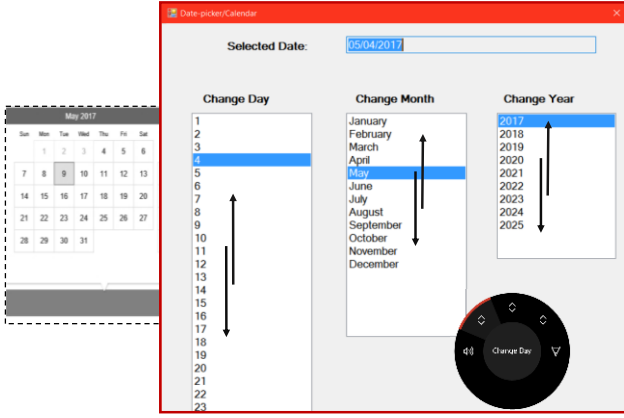 Date-picker/Calendar
Selected Date: 05/04/2017
Change Day
1
2
3
4
5
6
7
8
9
10
11
12
13
14
15
16
17
18
19
20
21
22
23
Change Month
January
February
March
April
May
June
July
August
September
October
November
December
Change Year
2017
2018
2019
2020
2021
2022
2023
2024
2025
Change Day
May 2017
Sun Mon Tue Wed Thu Fri Sat
1 2 3 4 5 6
7 8 9 10 11 12 13
14 15 16 17 18 19 20
21 22 23 24 25 26 27
28 29 30 31